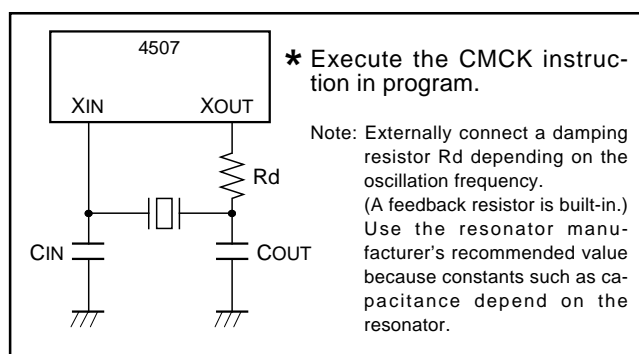 4507
XIN
XOUT
Rd
CIN
COUT
* Execute the CMCK instruc-
tion in program.
Note: Externally connect a damping
resistor Rd depending on the
oscillation frequency.
(A feedback resistor is built-in.)
Use the resonator manu-
facturer's recommended value
because constants such as ca-
pacitance depend on the
resonator.